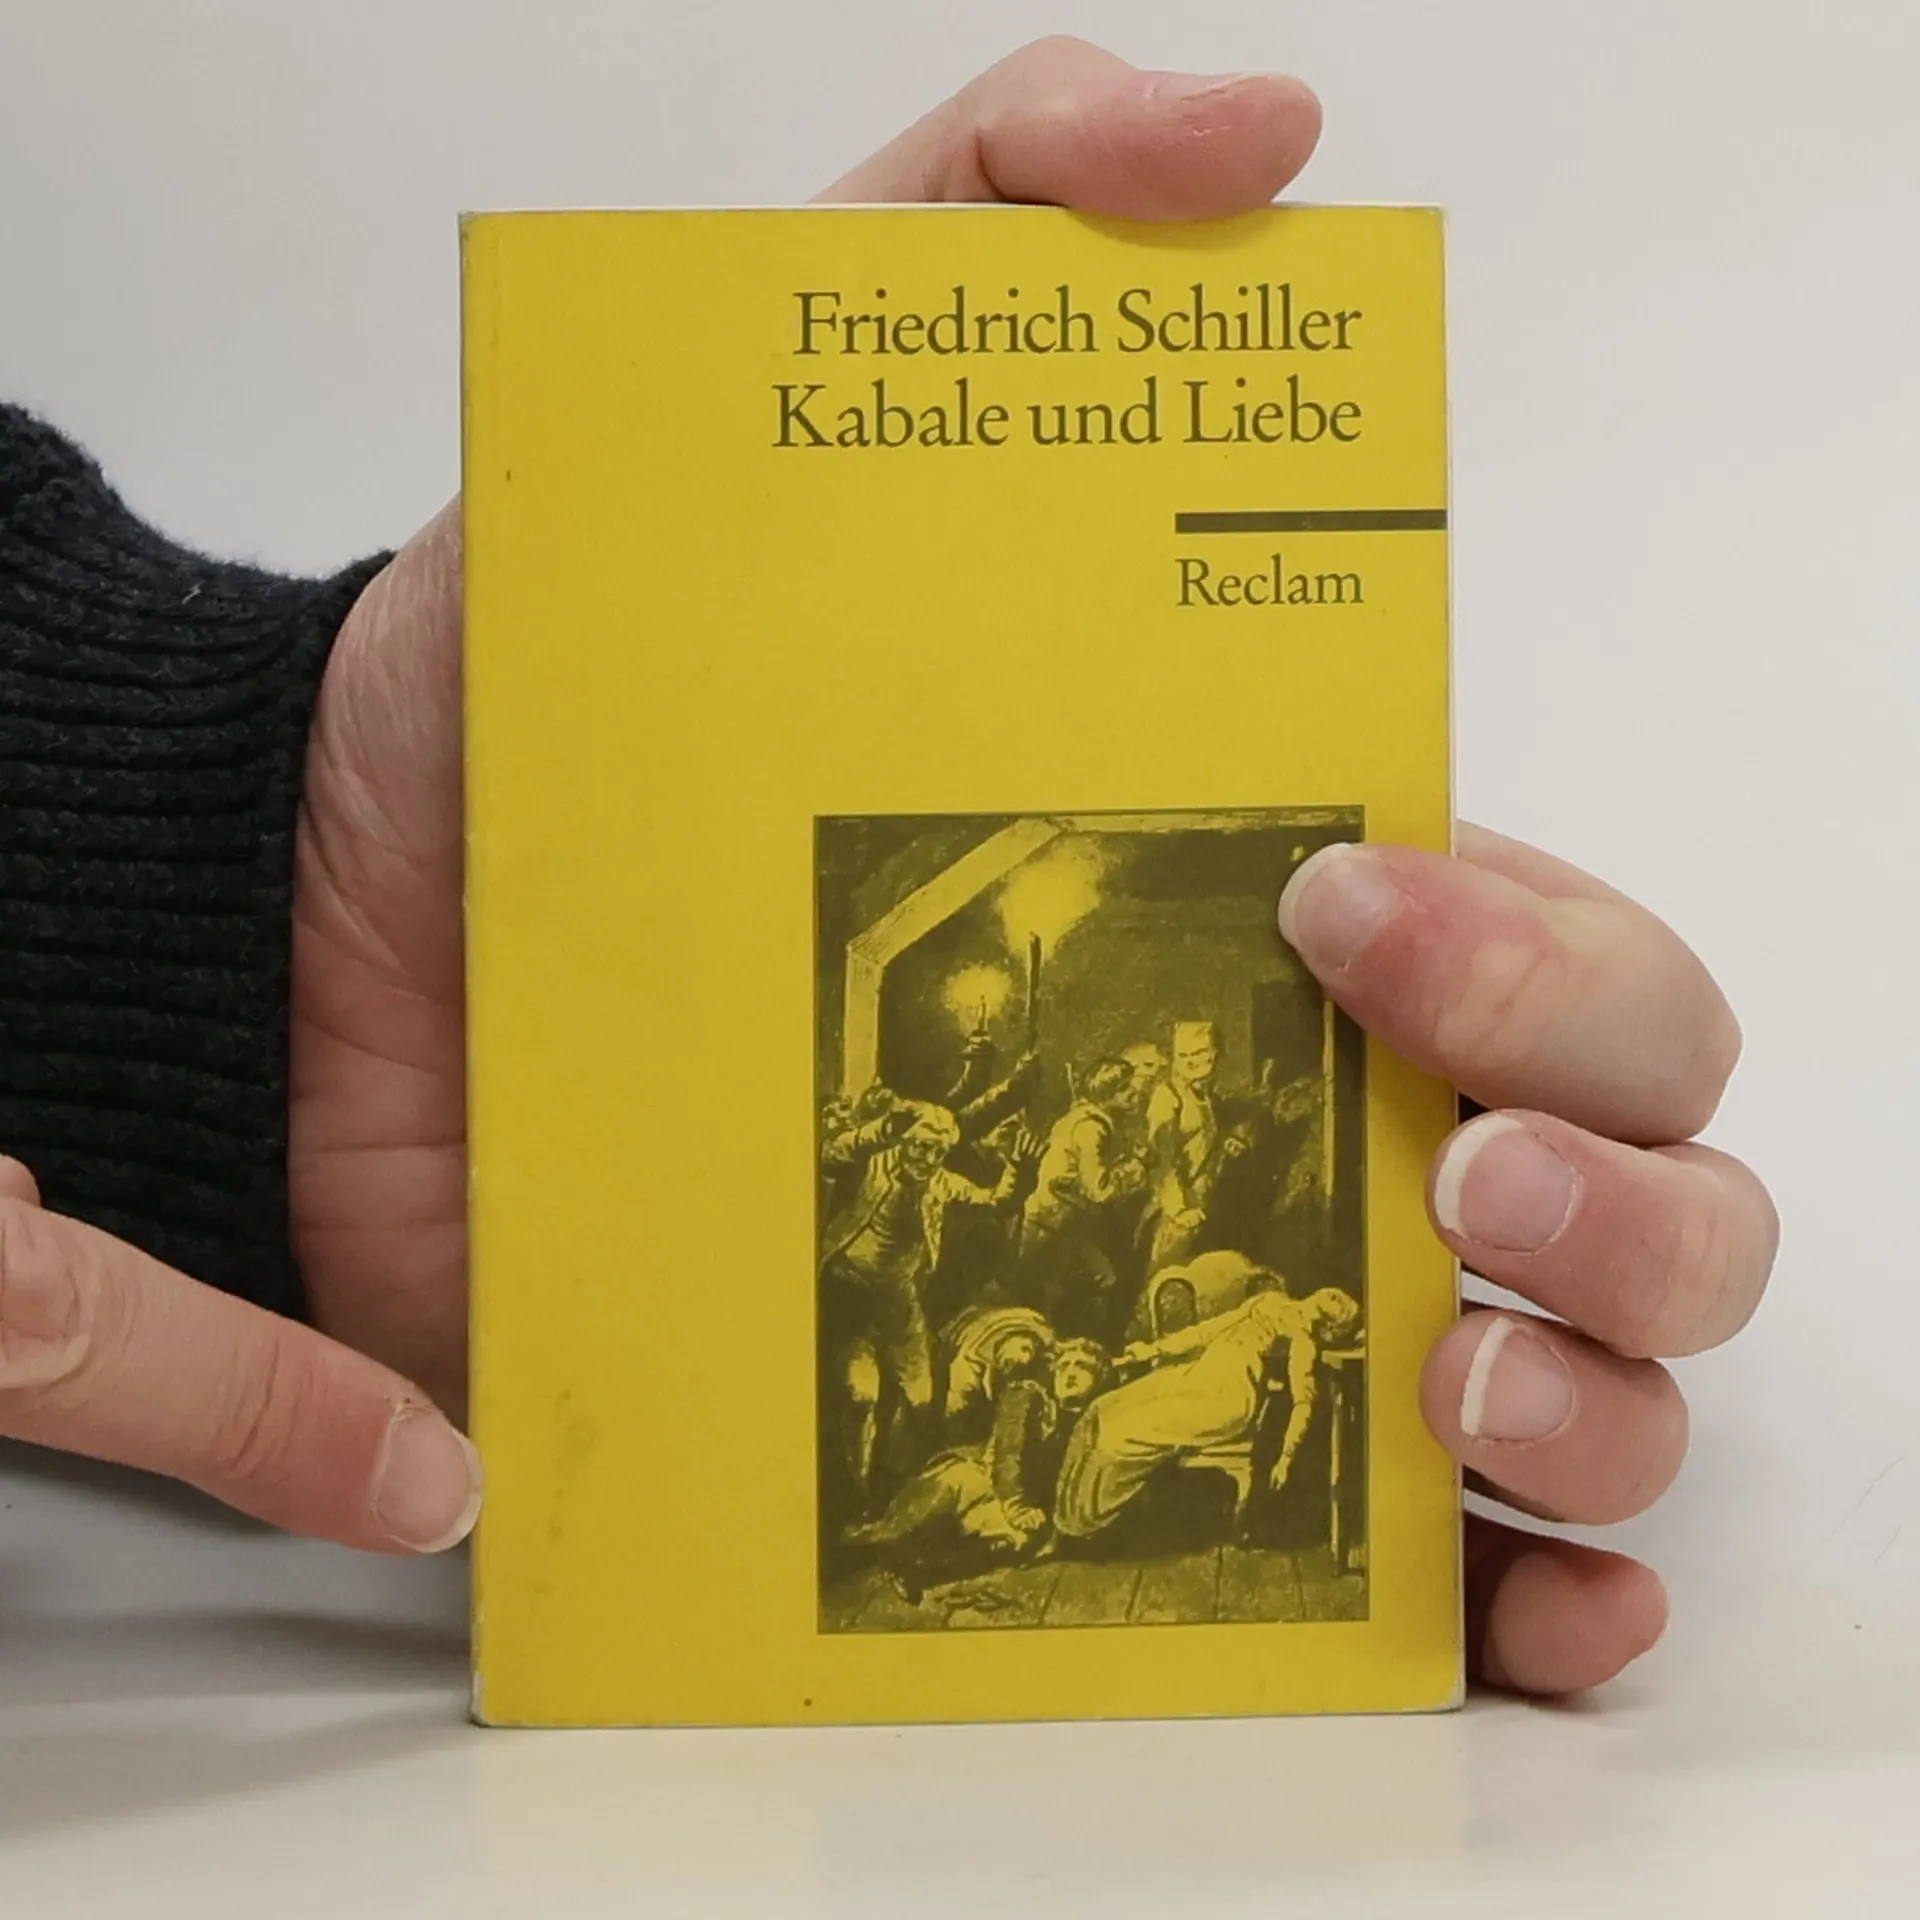 Friedrich Schiller
Kabale und Liebe
Reclam